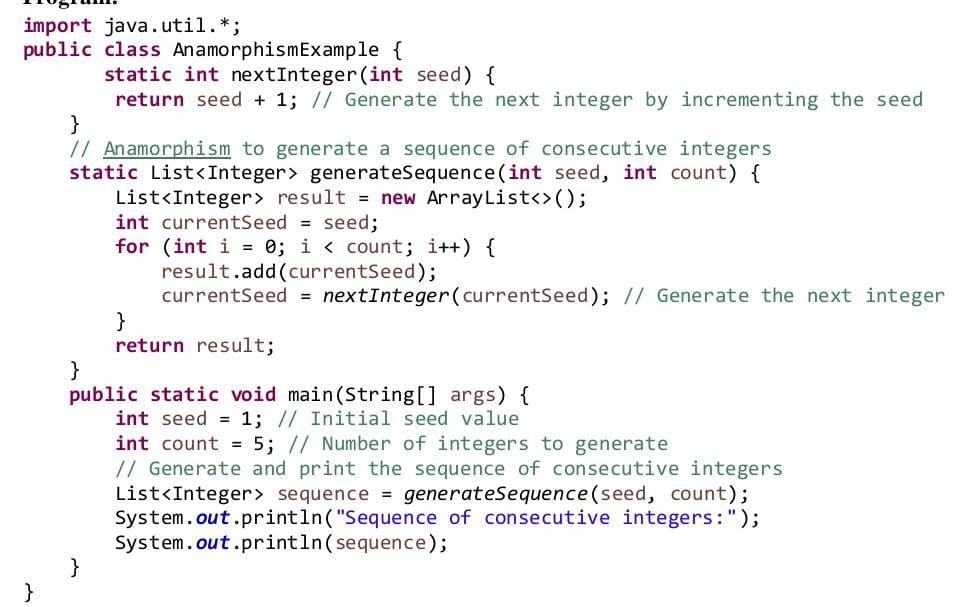 Program:
import java.util.*;
public class AnamorphismExample {
static int nextInteger(int seed) {
return seed + 1; // Generate the next integer by incrementing the seed
}
// Anamorphism to generate a sequence of consecutive integers
static List<Integer> generateSequence(int seed, int count) {
List<Integer> result = new ArrayList<>();
int currentSeed = seed;
for (int i = 0; i < count; i++) {
result.add(currentSeed);
currentSeed = nextInteger(currentSeed); // Generate the next integer
}
return result;
}
public static void main(String[] args) {
int seed = 1; // Initial seed value
int count = 5; // Number of integers to generate
// Generate and print the sequence of consecutive integers
List<Integer> sequence = generateSequence(seed, count);
System.out.println("Sequence of consecutive integers:");
System.out.println(sequence);
}
}